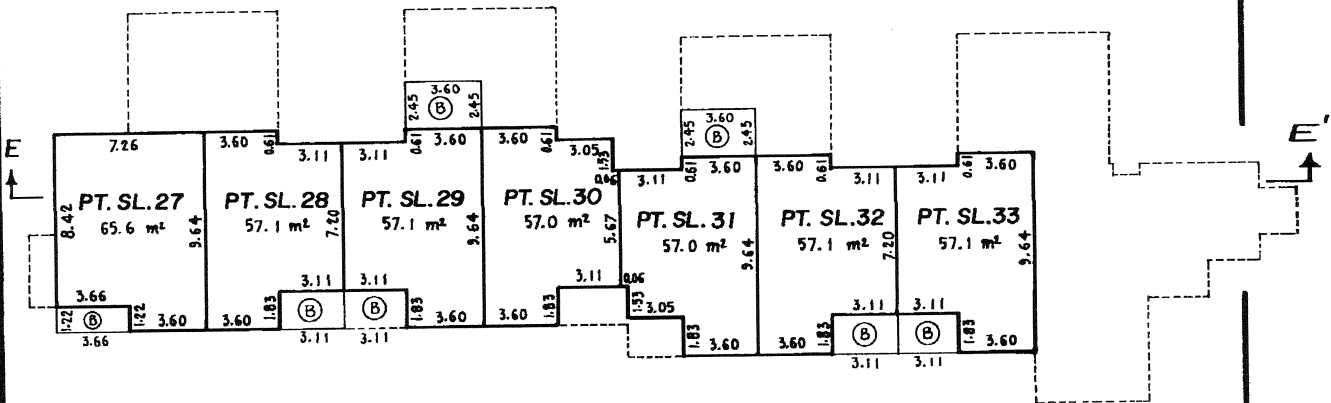 3.60
2.45 B 2.45
3.60
2.45 B 2.45
E
E'
7.26
3.60
0.61
3.11
3.11
0.61
3.60
3.60
0.61
3.05
1.53
0.06
3.11
0.61
3.60
3.60
0.61
3.11
3.11
0.61
3.60
PT. SL. 27
65.6 m²
PT. SL. 28
57.1 m²
PT. SL. 29
57.1 m²
PT. SL. 30
57.0 m²
PT. SL. 31
57.0 m²
PT. SL. 32
57.1 m²
PT. SL. 33
57.1 m²
8.42
9.64
7.20
9.64
5.67
9.64
7.20
9.64
3.66
1.22 B 1.22
3.66
3.60
3.60
1.83
3.11
B
3.11
3.11
B
3.11
1.83
3.60
3.60
1.83
3.11
0.06
1.53
3.05
1.83
3.60
3.60
1.83
3.11
B
3.11
3.11
B
3.11
1.83
3.60